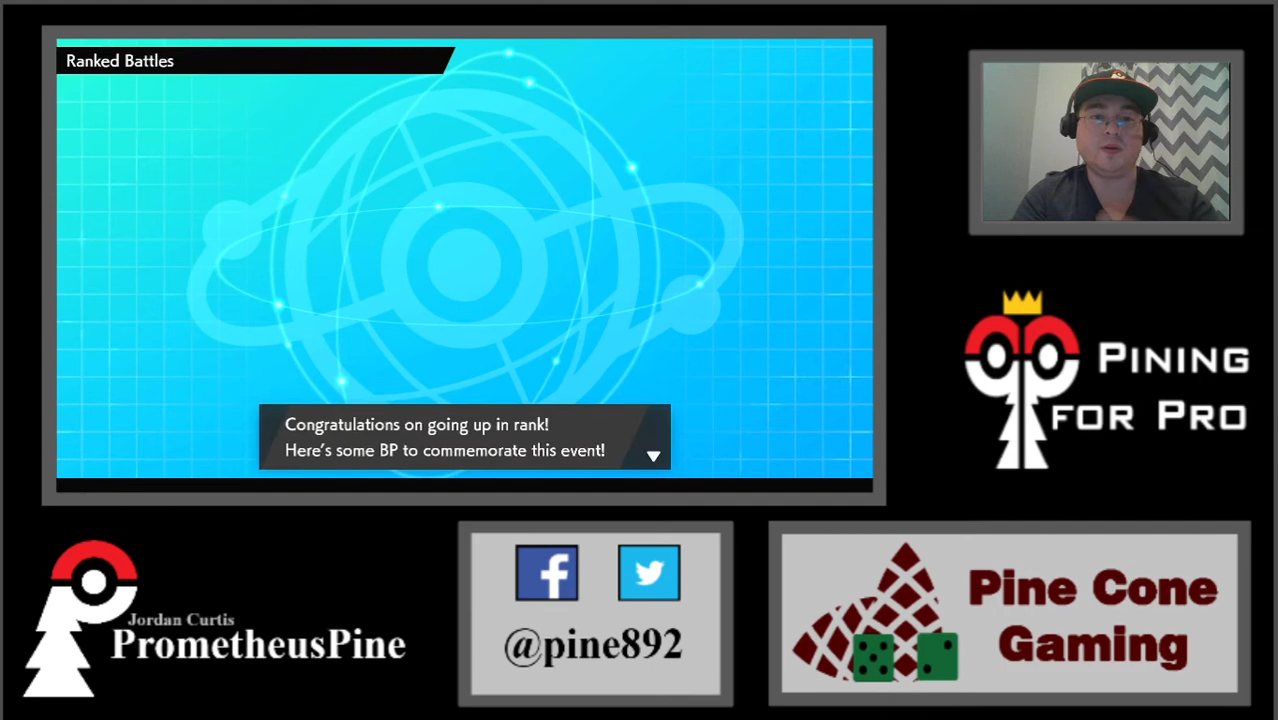 Ranked Battles
Congratulations on going up in rank!
Here's some BP to commemorate this event!
Pining
for Pro
Jordan Curtis
PrometheusPine
@pine892
Pine Cone
Gaming